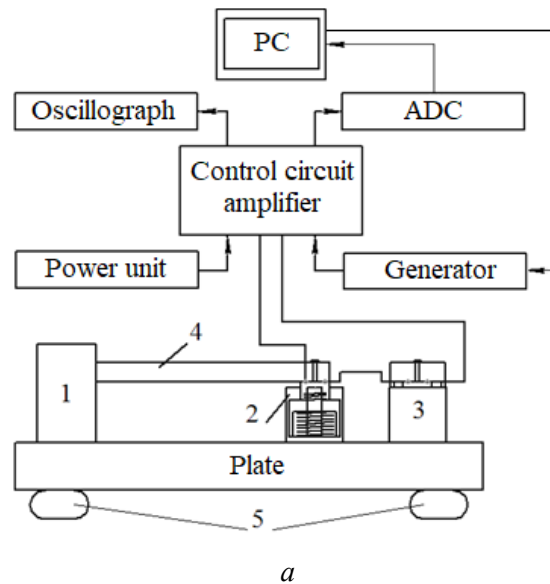 PC
Oscillograph
ADC
Control circuit
amplifier
Power unit
Generator
4
1
2
3
Plate
5
a